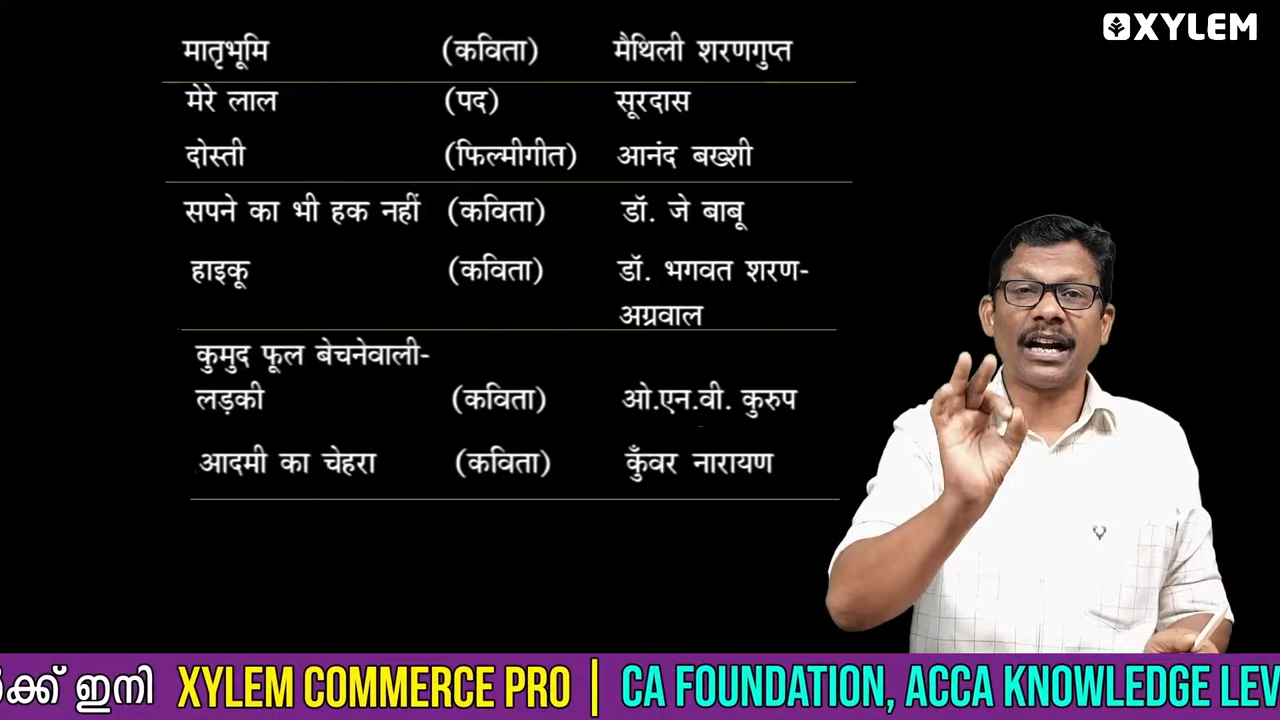 XYLEM
मातृभूमि (कविता) मैथिली शरणगुप्त
मेरे लाल (पद) सूरदास
दोस्ती (फिल्मीगीत) आनंद बख्शी
सपने का भी हक नहीं (कविता) डॉ. जे बाबू
हाइकू (कविता) डॉ. भगवत शरण-
अग्रवाल
कुमुद फूल बेचनेवाली-
लड़की (कविता) ओ.एन.वी. कुरुप
आदमी का चेहरा (कविता) कुँवर नारायण
ർക്ക് ഇനി XYLEM COMMERCE PRO | CA FOUNDATION, ACCA KNOWLEDGE LEV